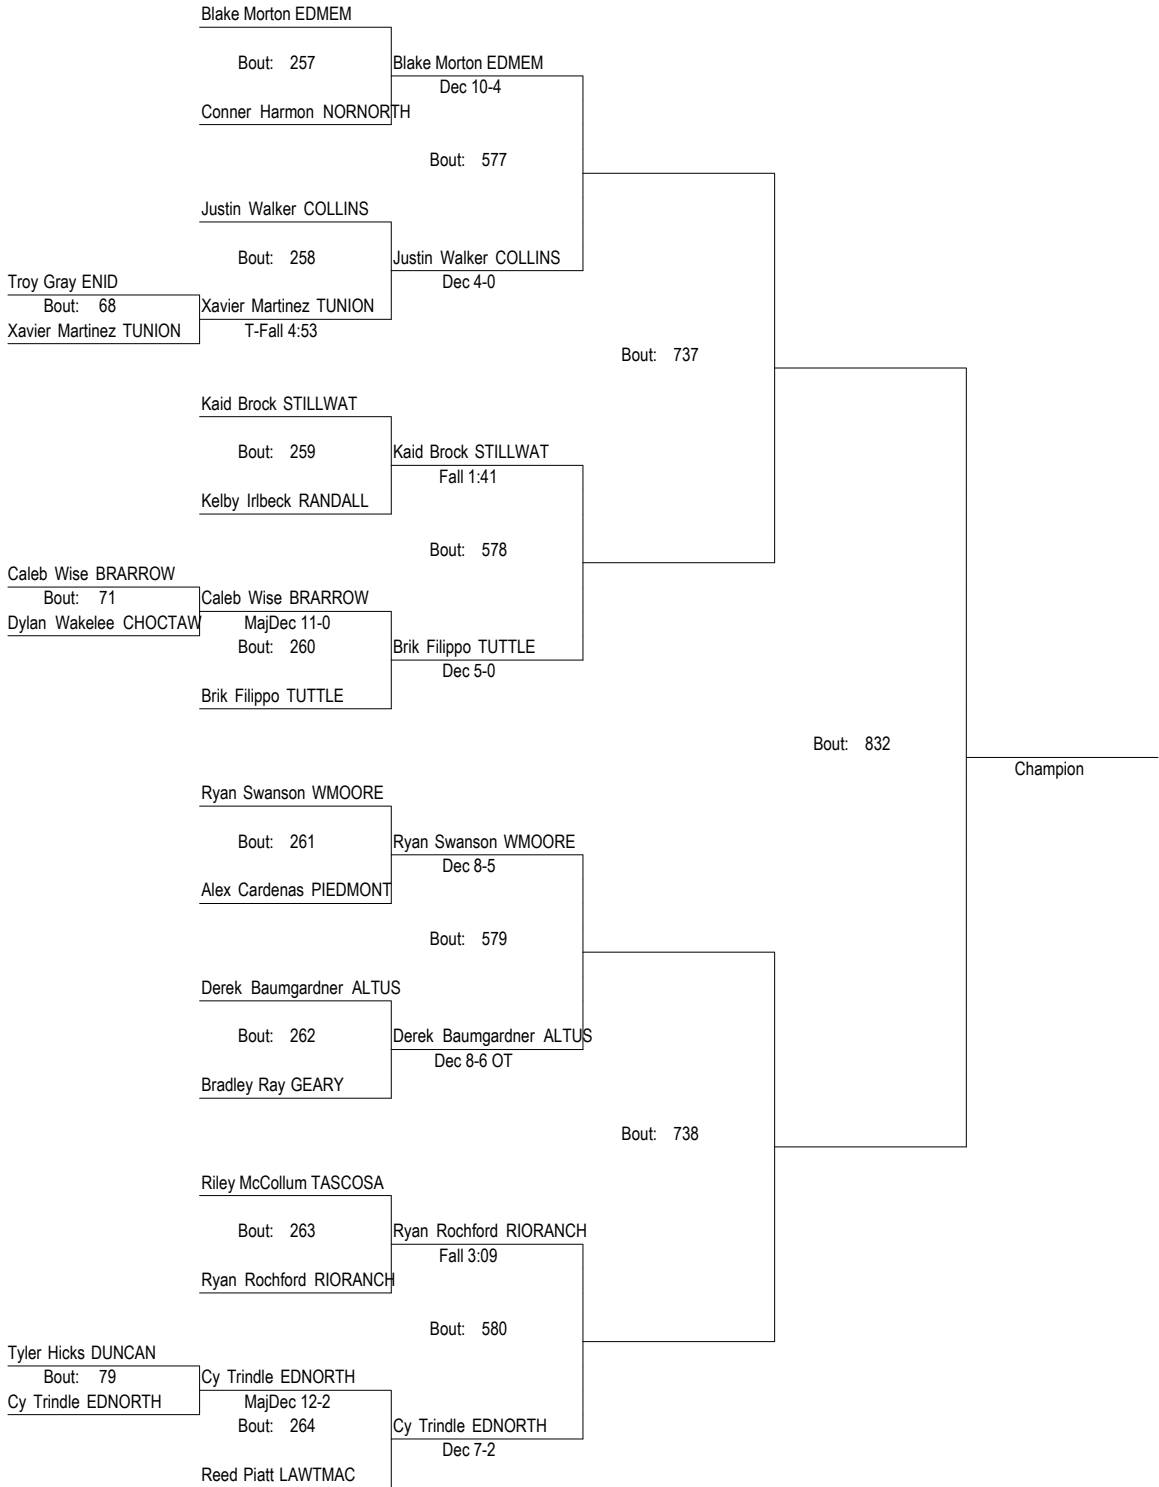 Blake Morton EDMEM
Bout: 257
Blake Morton EDMEM
Dec 10-4
Conner Harmon NORNORTH
Bout: 577
Justin Walker COLLINS
Bout: 258
Justin Walker COLLINS
Dec 4-0
Troy Gray ENID
Bout: 68
Xavier Martinez TUNION
Xavier Martinez TUNION
T-Fall 4:53
Bout: 737
Kaid Brock STILLWAT
Bout: 259
Kaid Brock STILLWAT
Fall 1:41
Kelby Irlbeck RANDALL
Bout: 578
Caleb Wise BRARROW
Bout: 71
Caleb Wise BRARROW
Dylan Wakelee CHOCTAW
MajDec 11-0
Bout: 260
Brik Filippo TUTTLE
Dec 5-0
Brik Filippo TUTTLE
Bout: 832
Champion
Ryan Swanson WMOORE
Bout: 261
Ryan Swanson WMOORE
Dec 8-5
Alex Cardenas PIEDMONT
Bout: 579
Derek Baumgardner ALTUS
Bout: 262
Derek Baumgardner ALTUS
Dec 8-6 OT
Bradley Ray GEARY
Bout: 738
Riley McCollum TASCOSA
Bout: 263
Ryan Rochford RIORANCH
Fall 3:09
Ryan Rochford RIORANCH
Bout: 580
Tyler Hicks DUNCAN
Bout: 79
Cy Trindle EDNORTH
Cy Trindle EDNORTH
MajDec 12-2
Bout: 264
Cy Trindle EDNORTH
Dec 7-2
Reed Piatt LAWTMAC